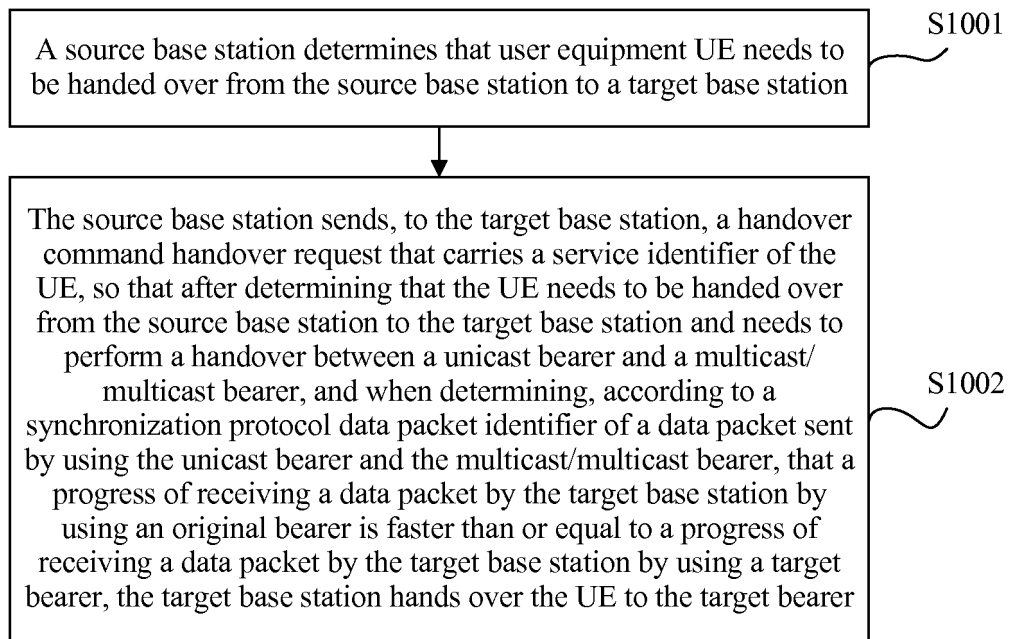 A source base station determines that user equipment UE needs to
be handed over from the source base station to a target base station
S1001
The source base station sends, to the target base station, a handover
command handover request that carries a service identifier of the
UE, so that after determining that the UE needs to be handed over
from the source base station to the target base station and needs to
perform a handover between a unicast bearer and a multicast/
multicast bearer, and when determining, according to a
synchronization protocol data packet identifier of a data packet sent
by using the unicast bearer and the multicast/multicast bearer, that a
progress of receiving a data packet by the target base station by
using an original bearer is faster than or equal to a progress of
receiving a data packet by the target base station by using a target
bearer, the target base station hands over the UE to the target bearer
S1002